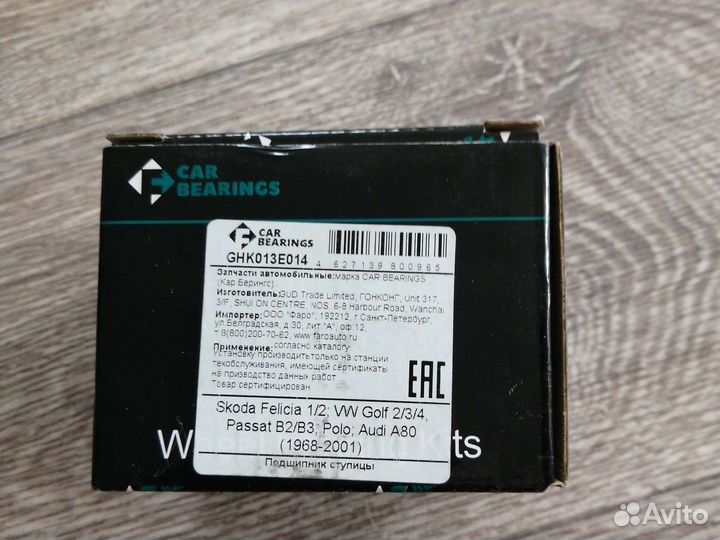 CAR
BEARINGS
CAR
BEARINGS
GHK013E014
4 627139 800965
Запчасти автомобильные:марка CAR BEARINGS
(Кар Берингс)
Изготовитель:GUD Trade Limited, ГОНКОНГ, Unit 317,
3/F, SHUI ON CENTRE, NOS. 6-8 Harbour Road, Wanchai
Импортер:ООО "Фаро", 192212, г.Санкт-Петербург,
ул.Белградская, д.30, лит."А", оф.12,
т.8(800)200-70-62, www.faroauto.ru
Применение:согласно каталогу
Установку производить только на станции
техобслуживания, имеющей сертификаты
на призводство данных работ
Товар сертифицирован
EAC
Skoda Felicia 1/2; VW Golf 2/3/4,
Passat B2/B3; Polo; Audi A80
(1968-2001)
Подшипник ступицы
Whe its
Avito